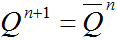 $Q^{n+1} = \overline{Q}^{n}$